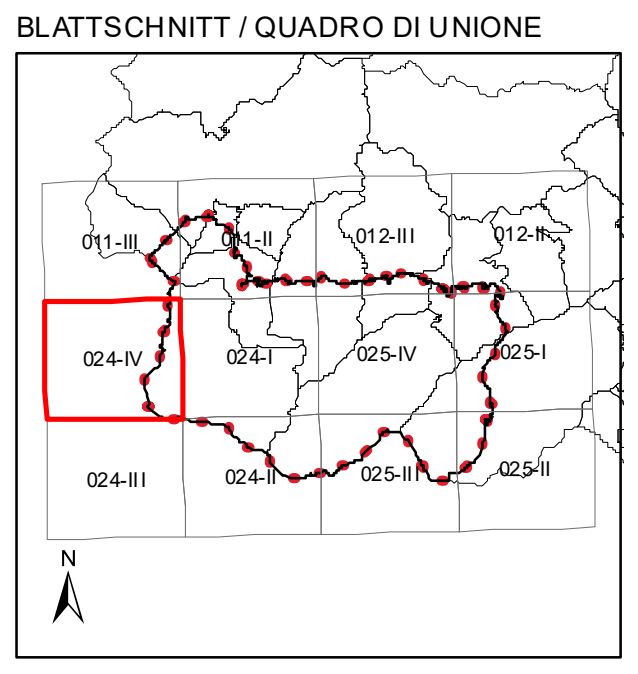 BLATTSCHNITT / QUADRO DI UNIONE
011-III
011-II
012-III
012-II
024-IV
024-I
025-IV
025-I
024-III
024-II
025-III
025-II
N